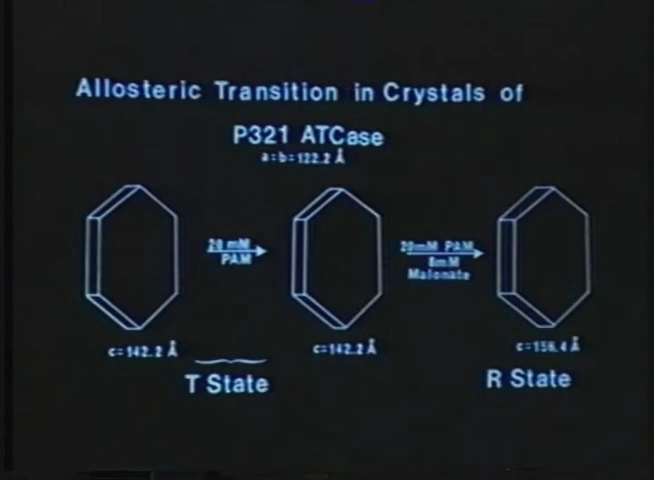 Allosteric Transition in Crystals of
P321 ATCase
a=b=122.2 Å
20 mM
PAM
20mM PAM
8mM
Malonate
c=142.2 Å
c=142.2 Å
c=156.4 Å
T State
R State